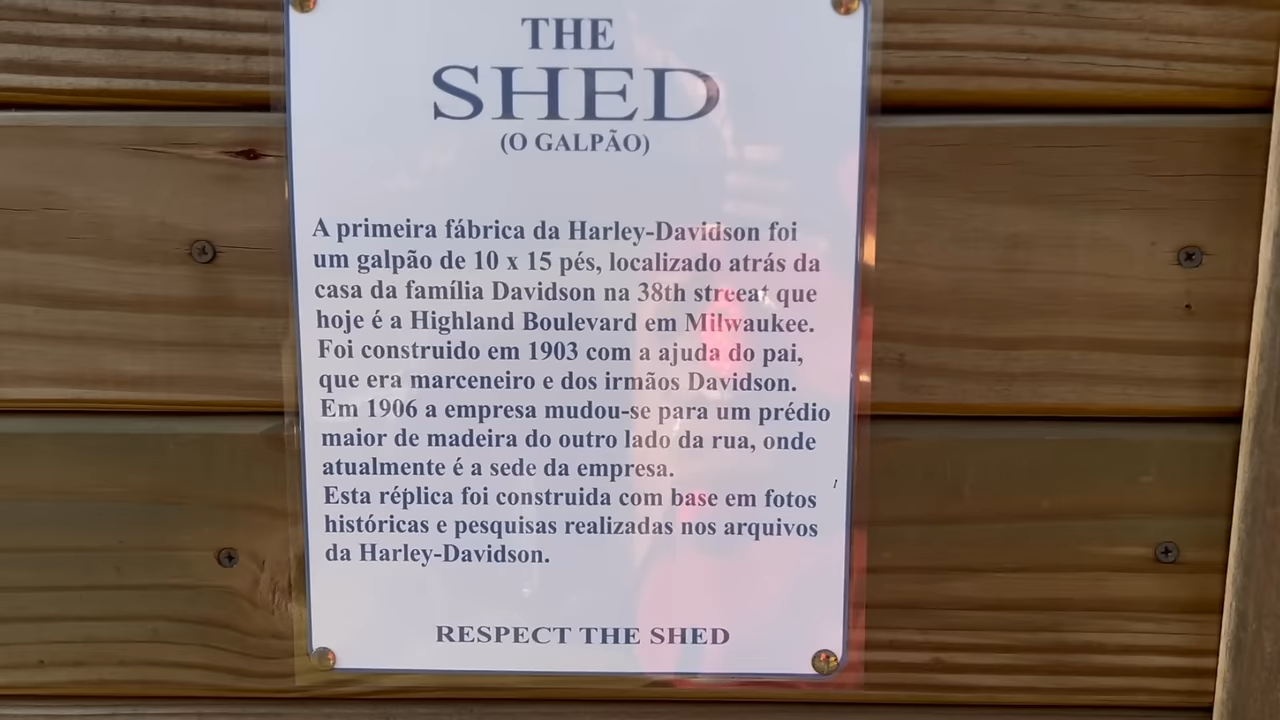 THE
SHED
(O GALPÃO)
A primeira fábrica da Harley-Davidson foi
um galpão de 10 x 15 pés, localizado atrás da
casa da família Davidson na 38th streeat que
hoje é a Highland Boulevard em Milwaukee.
Foi construido em 1903 com a ajuda do pai,
que era marceneiro e dos irmãos Davidson.
Em 1906 a empresa mudou-se para um prédio
maior de madeira do outro lado da rua, onde
atualmente é a sede da empresa.
Esta réplica foi construida com base em fotos
históricas e pesquisas realizadas nos arquivos
da Harley-Davidson.
RESPECT THE SHED